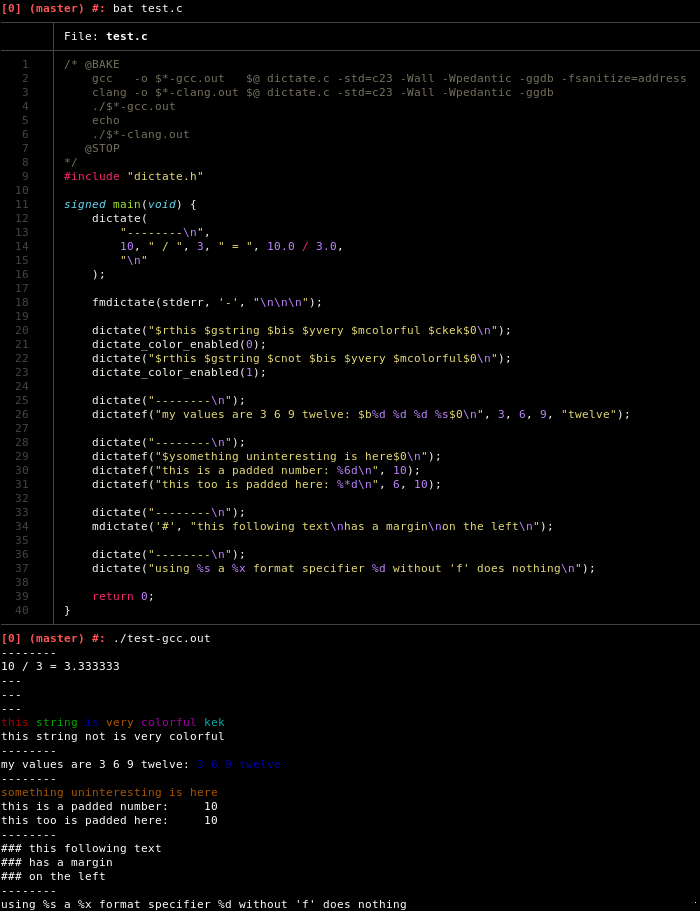 [0] (master) #: bat test.c
File: test.c
1 /* @BAKE
2     gcc   -o $*-gcc.out   $@ dictate.c -std=c23 -Wall -Wpedantic -ggdb -fsanitize=address
3     clang -o $*-clang.out $@ dictate.c -std=c23 -Wall -Wpedantic -ggdb
4     ./$*-gcc.out
5     echo
6     ./$*-clang.out
7    @STOP
8 */
9 #include "dictate.h"
10
11 signed main(void) {
12     dictate(
13         "--------\n",
14         10, " / ", 3, " = ", 10.0 / 3.0,
15         "\n"
16     );
17
18     fmdictate(stderr, '-', "\n\n\n");
19
20     dictate("$rthis $gstring $bis $yvery $mcolorful $ckek$0\n");
21     dictate_color_enabled(0);
22     dictate("$rthis $gstring $cnot $bis $yvery $mcolorful$0\n");
23     dictate_color_enabled(1);
24
25     dictate("--------\n");
26     dictatef("my values are 3 6 9 twelve: $b%d %d %d %s$0\n", 3, 6, 9, "twelve");
27
28     dictate("--------\n");
29     dictatef("$ysomething uninteresting is here$0\n");
30     dictatef("this is a padded number: %6d\n", 10);
31     dictatef("this too is padded here: %*d\n", 6, 10);
32
33     dictate("--------\n");
34     mdictate('#', "this following text\nhas a margin\non the left\n");
35
36     dictate("--------\n");
37     dictate("using %s a %x format specifier %d without 'f' does nothing\n");
38
39     return 0;
40 }
[0] (master) #: ./test-gcc.out
--------
10 / 3 = 3.333333
---
---
---
this string is very colorful kek
this string not is very colorful
--------
my values are 3 6 9 twelve: 3 6 9 twelve
--------
something uninteresting is here
this is a padded number:     10
this too is padded here:     10
--------
### this following text
### has a margin
### on the left
--------
using %s a %x format specifier %d without 'f' does nothing